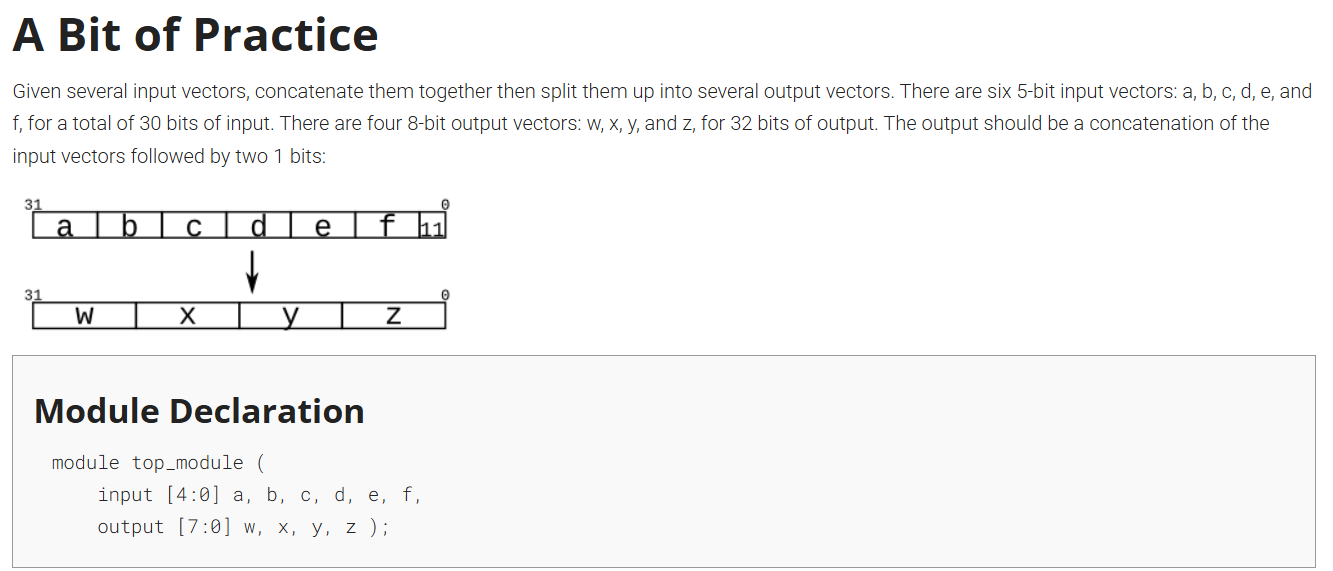 A Bit of Practice
Given several input vectors, concatenate them together then split them up into several output vectors. There are six 5-bit input vectors: a, b, c, d, e, and
f, for a total of 30 bits of input. There are four 8-bit output vectors: w, x, y, and z, for 32 bits of output. The output should be a concatenation of the
input vectors followed by two 1 bits:
31 0
a b c d e f 11
31 0
w x y z
Module Declaration
module top_module (
input [4:0] a, b, c, d, e, f,
output [7:0] w, x, y, z );